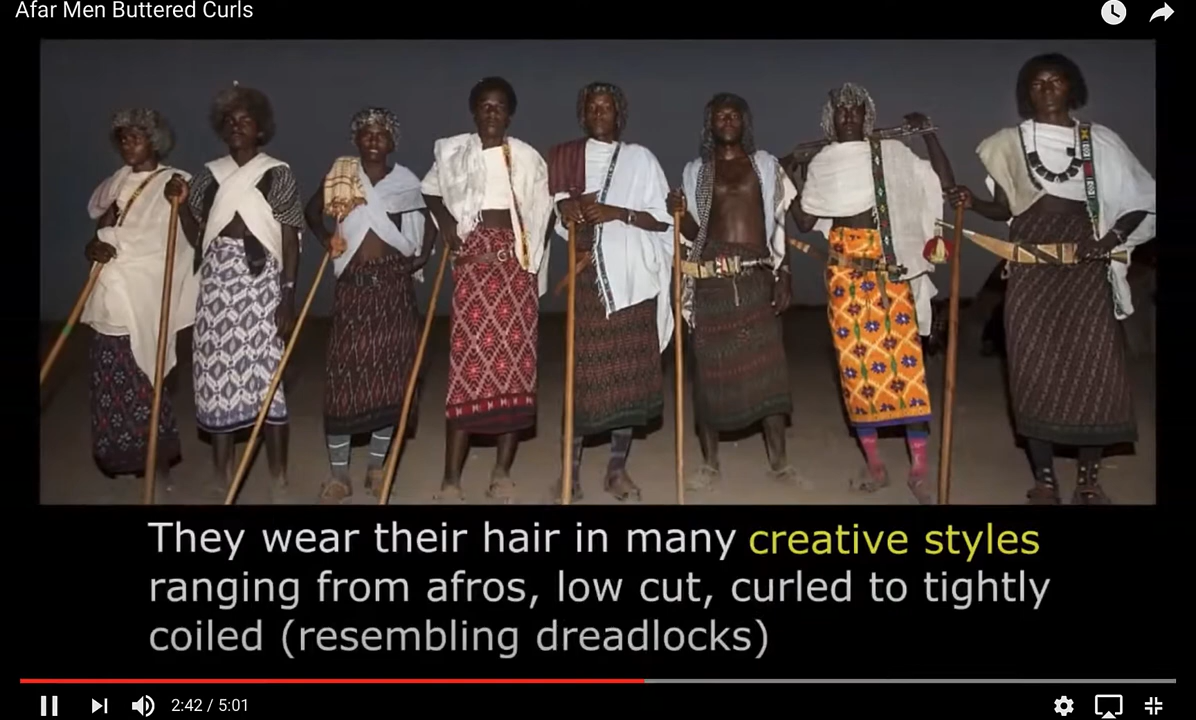 Afar Men Buttered Curls
They wear their hair in many creative styles
ranging from afros, low cut, curled to tightly
coiled (resembling dreadlocks)
2:42 / 5:01